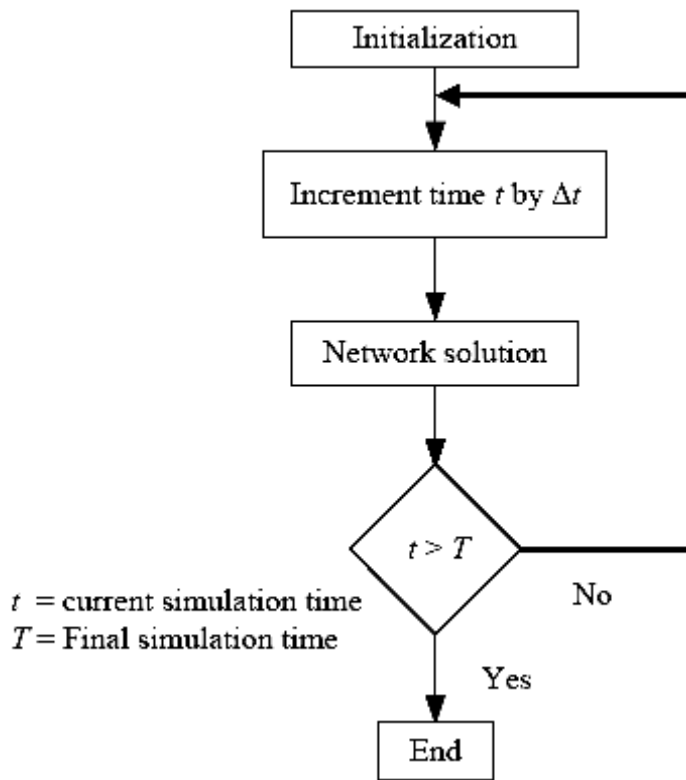 Initialization
Increment time t by Δt
Network solution
t > T
No
t = current simulation time
T = Final simulation time
Yes
End